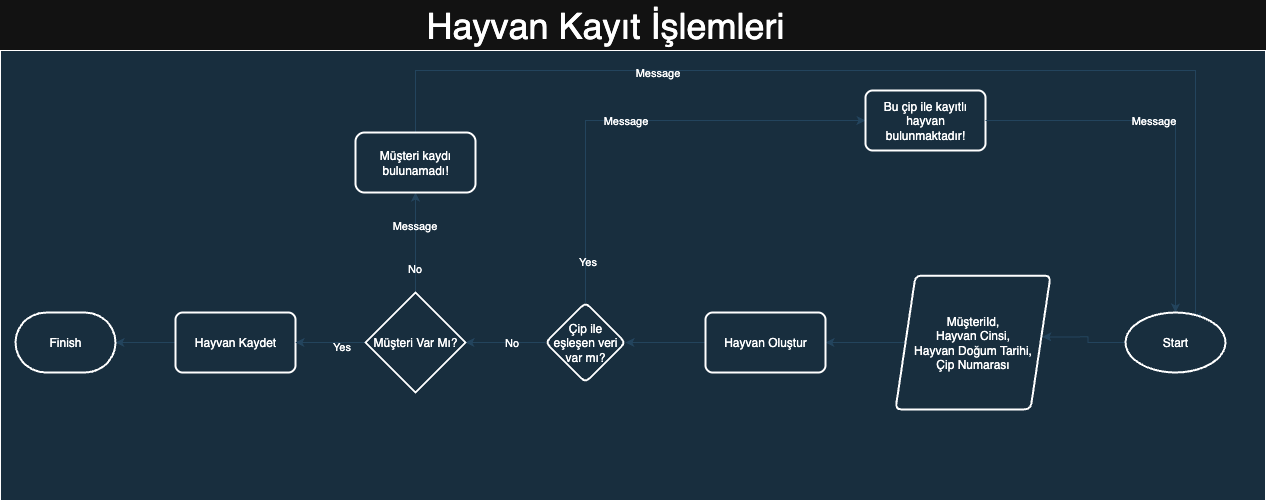 Hayvan Kayıt İşlemleri
Message
Bu çip ile kayıtlı
hayvan
bulunmaktadır!
Message
Message
Müşteri kaydı
bulunamadı!
Message
No
Yes
Finish
Hayvan Kaydet
Yes
Müşteri Var Mı?
No
Çip ile
eşleşen veri
var mı?
Hayvan Oluştur
MüşteriId,
Hayvan Cinsi,
Hayvan Doğum Tarihi,
Çip Numarası
Start